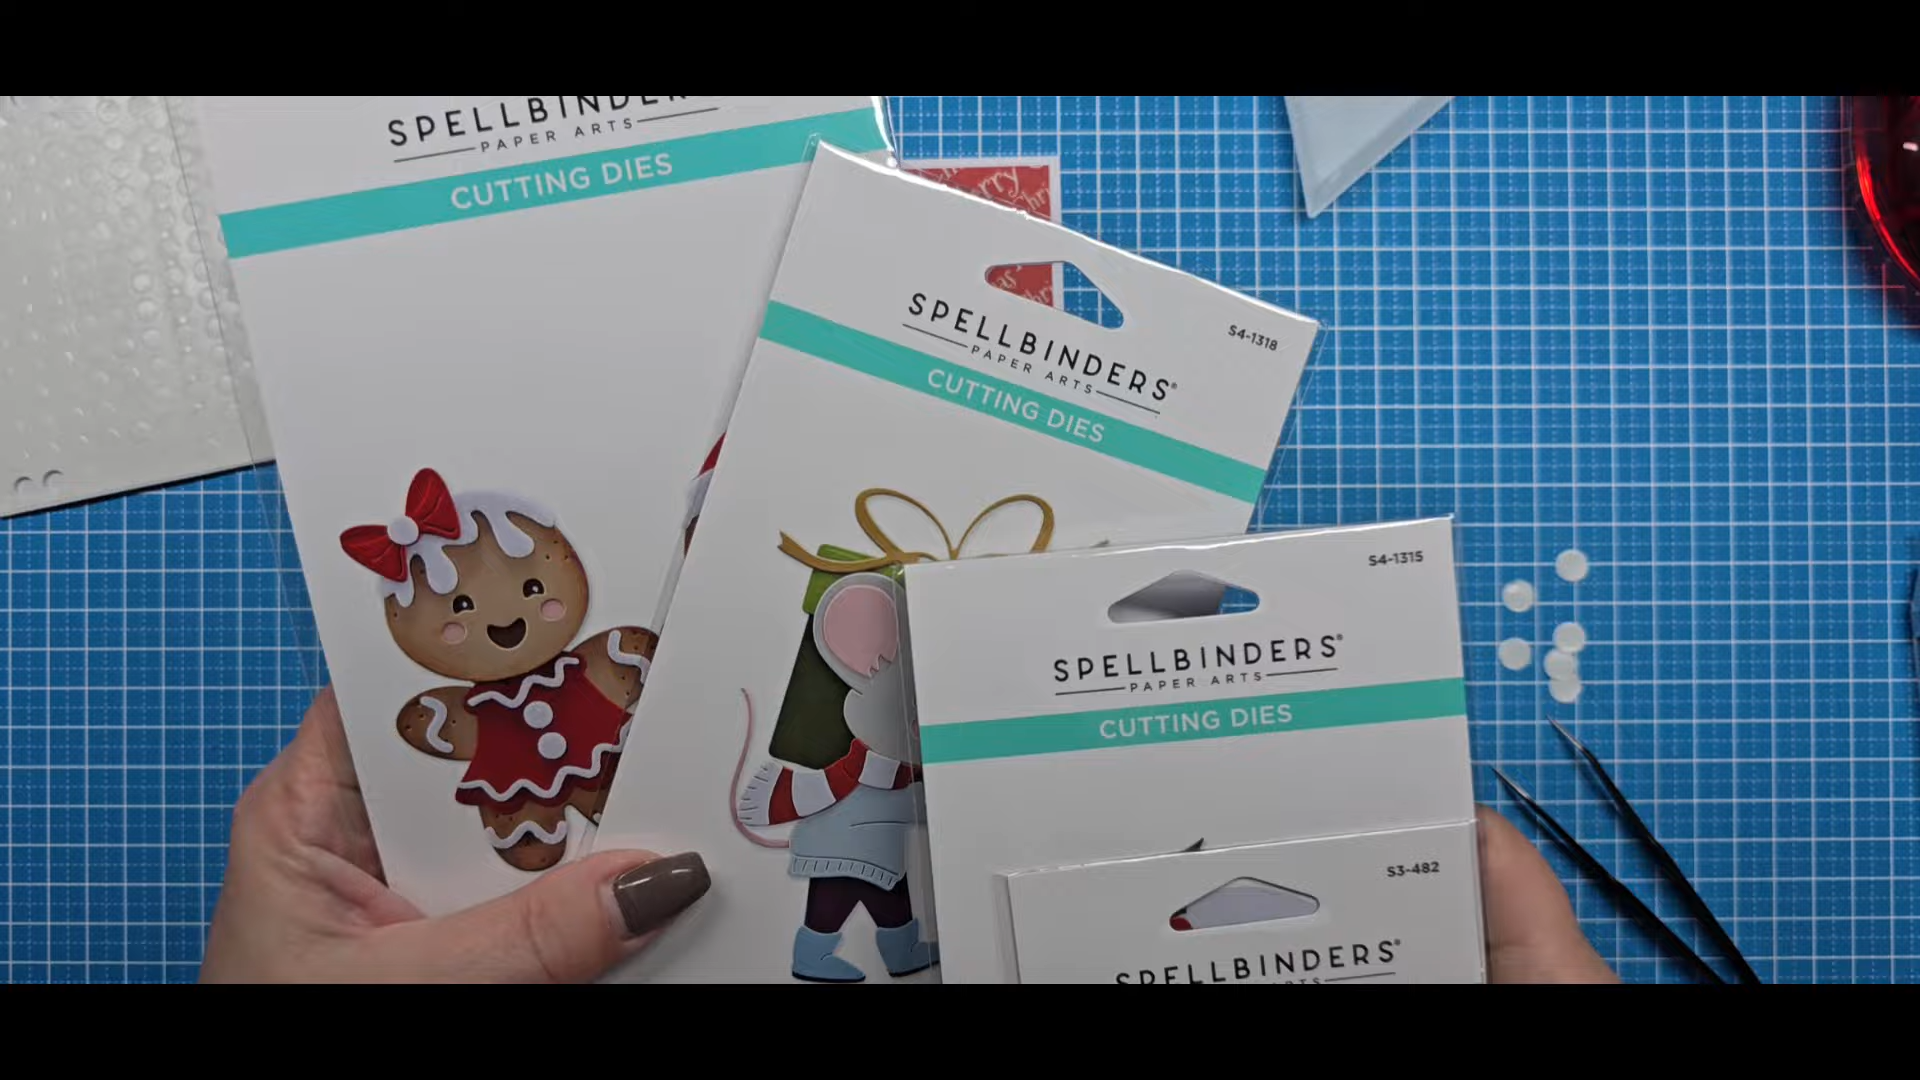 SPELLBINDERS
PAPER ARTS
CUTTING DIES
S4-1318
SPELLBINDERS®
PAPER ARTS
CUTTING DIES
S4-1315
SPELLBINDERS®
PAPER ARTS
CUTTING DIES
S3-482
SPELLBINDERS®